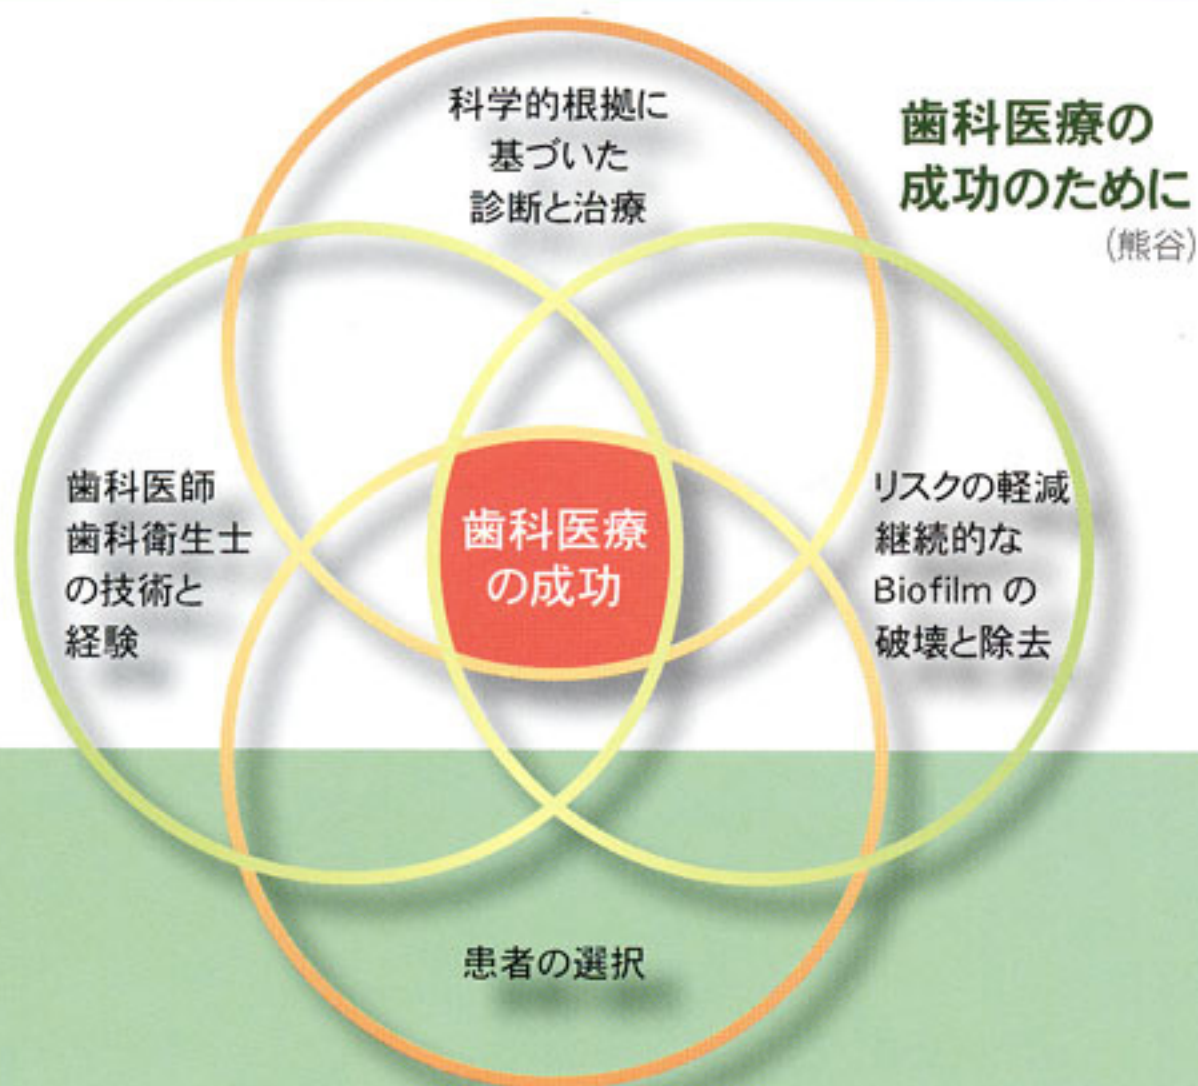 科学的根拠に
基づいた
診断と治療
歯科医療の
成功のために
(熊谷)
歯科医師
歯科衛生士
の技術と
経験
歯科医療
の成功
リスクの軽減
継続的な
Biofilm の
破壊と除去
患者の選択